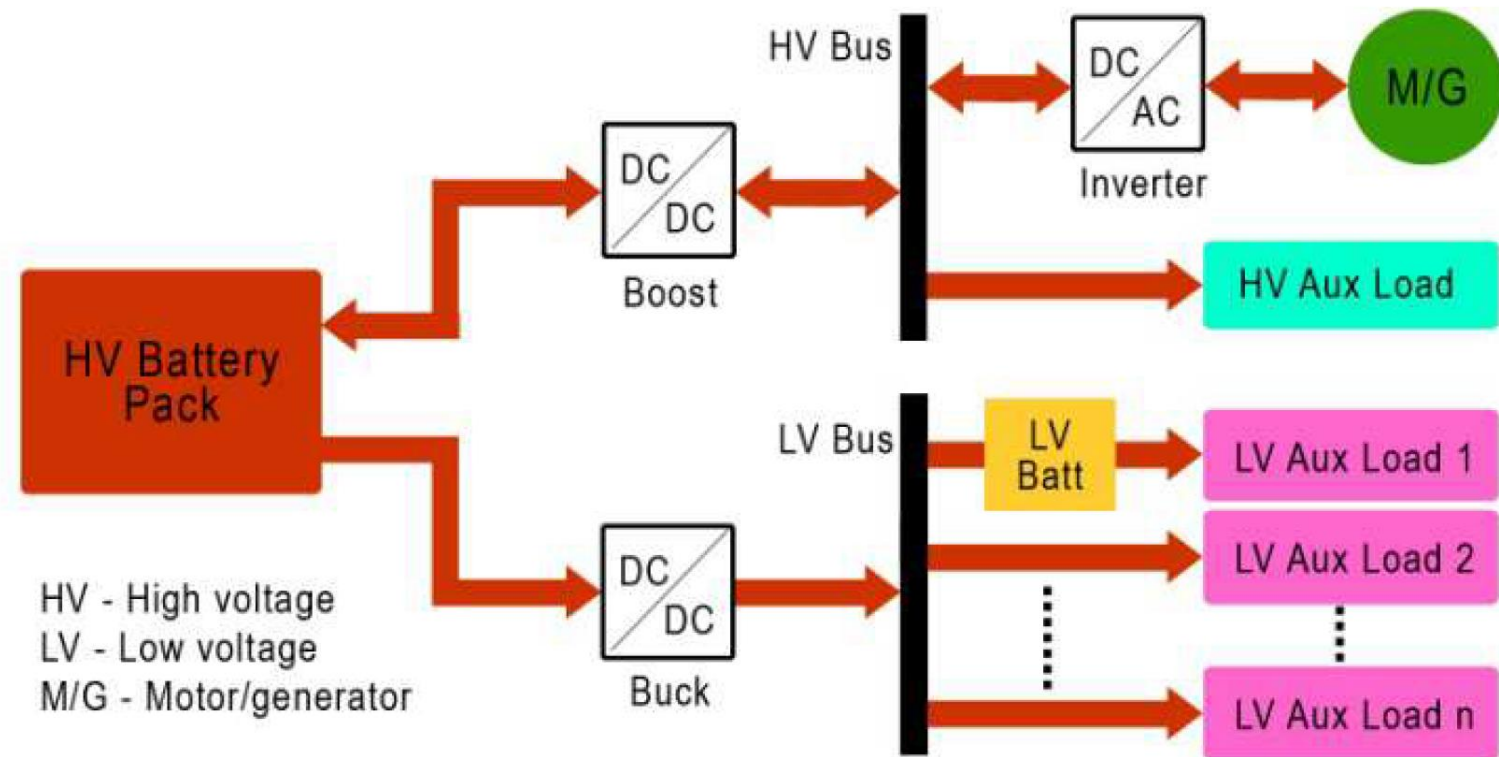 HV Bus
DC
AC
Inverter
M/G
DC
DC
Boost
HV Aux Load
HV Battery
Pack
LV Bus
LV
Batt
LV Aux Load 1
LV Aux Load 2
DC
DC
Buck
LV Aux Load n
HV - High voltage
LV - Low voltage
M/G - Motor/generator